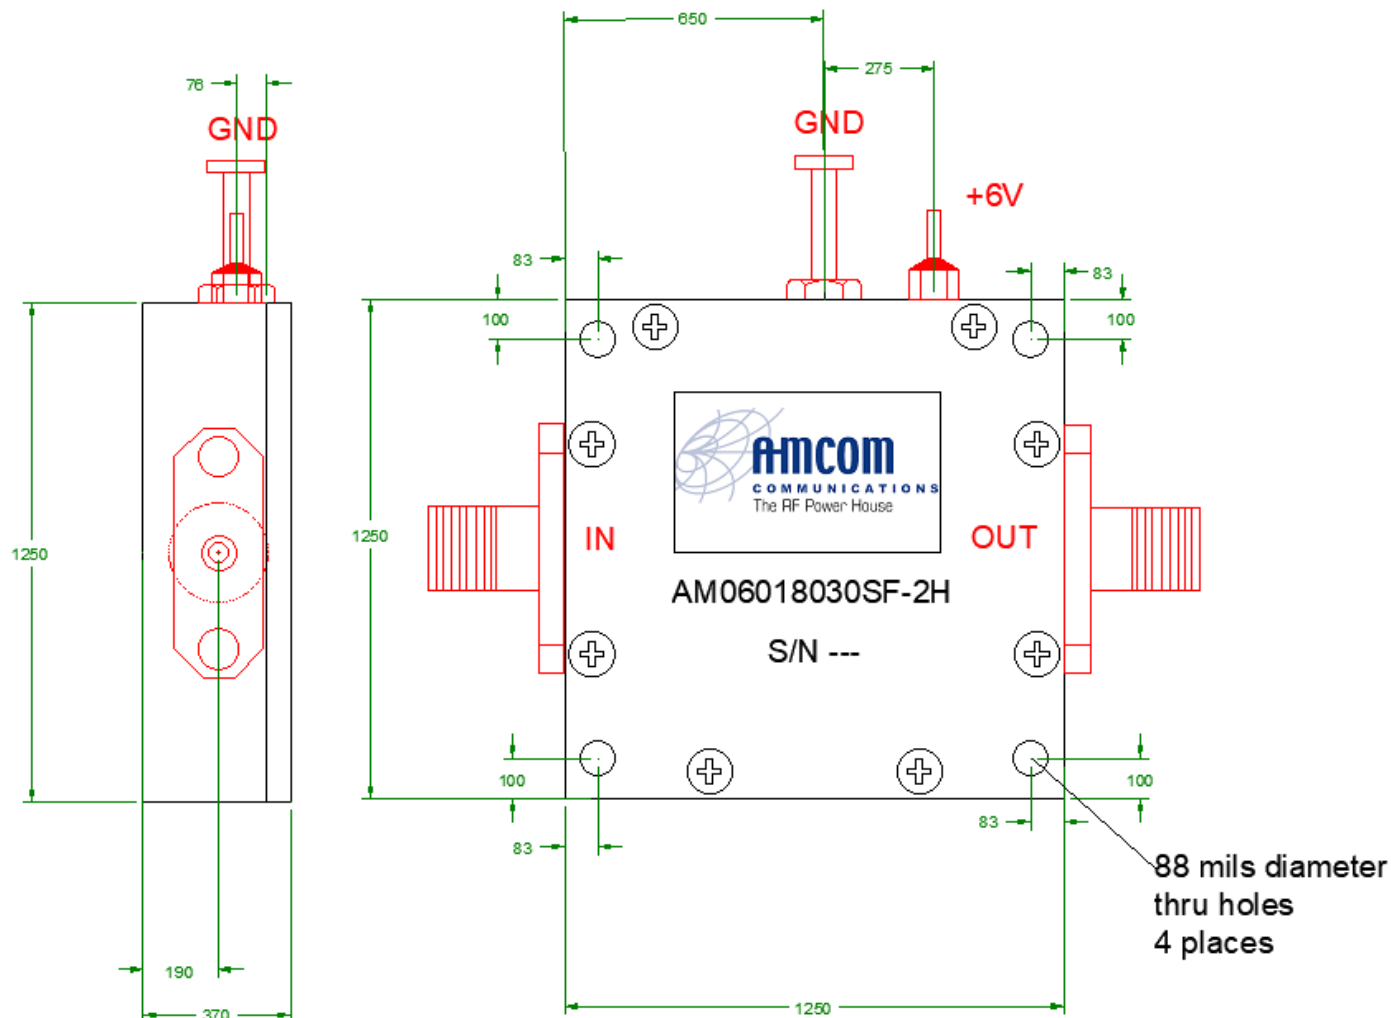 650
275
76
GND
GND
+6V
83
83
100
100
1250
1250
AMCOM
COMMUNICATIONS
The RF Power House
IN
OUT
AM06018030SF-2H
S/N ---
100
100
83
83
88 mils diameter
thru holes
4 places
190
370
1250